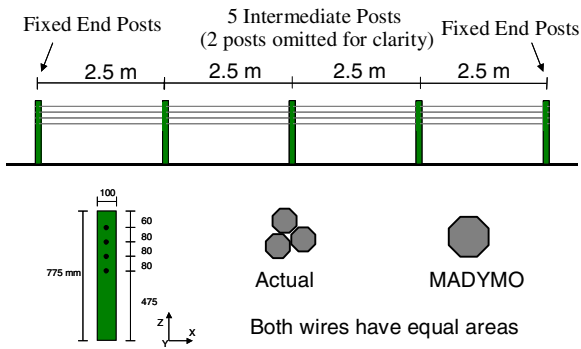 Fixed End Posts
5 Intermediate Posts
(2 posts omitted for clarity)
Fixed End Posts
2.5 m
2.5 m
2.5 m
2.5 m
100
60
80
80
80
775 mm
475
Z
Y
X
Actual
MADYMO
Both wires have equal areas